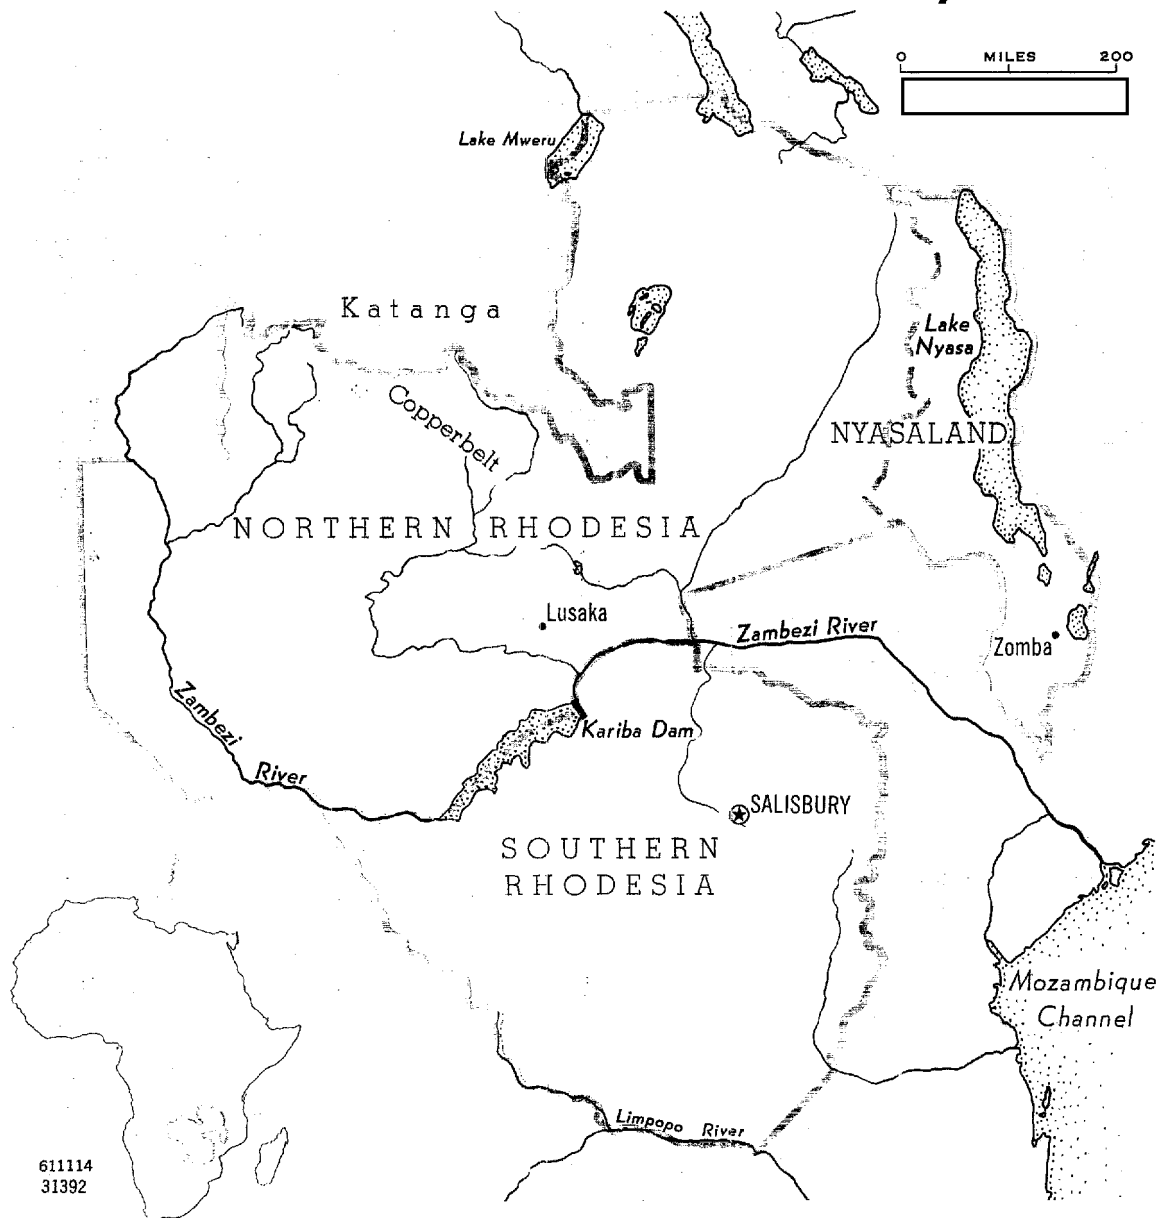 0 MILES 200
Lake Mweru
Katanga
Lake
Nyasa
Copperbelt
NYASALAND
NORTHERN RHODESIA
Lusaka
Zambezi River
Zomba
Zambezi
River
Kariba Dam
SALISBURY
SOUTHERN
RHODESIA
Mozambique
Channel
Limpopo River
611114
31392